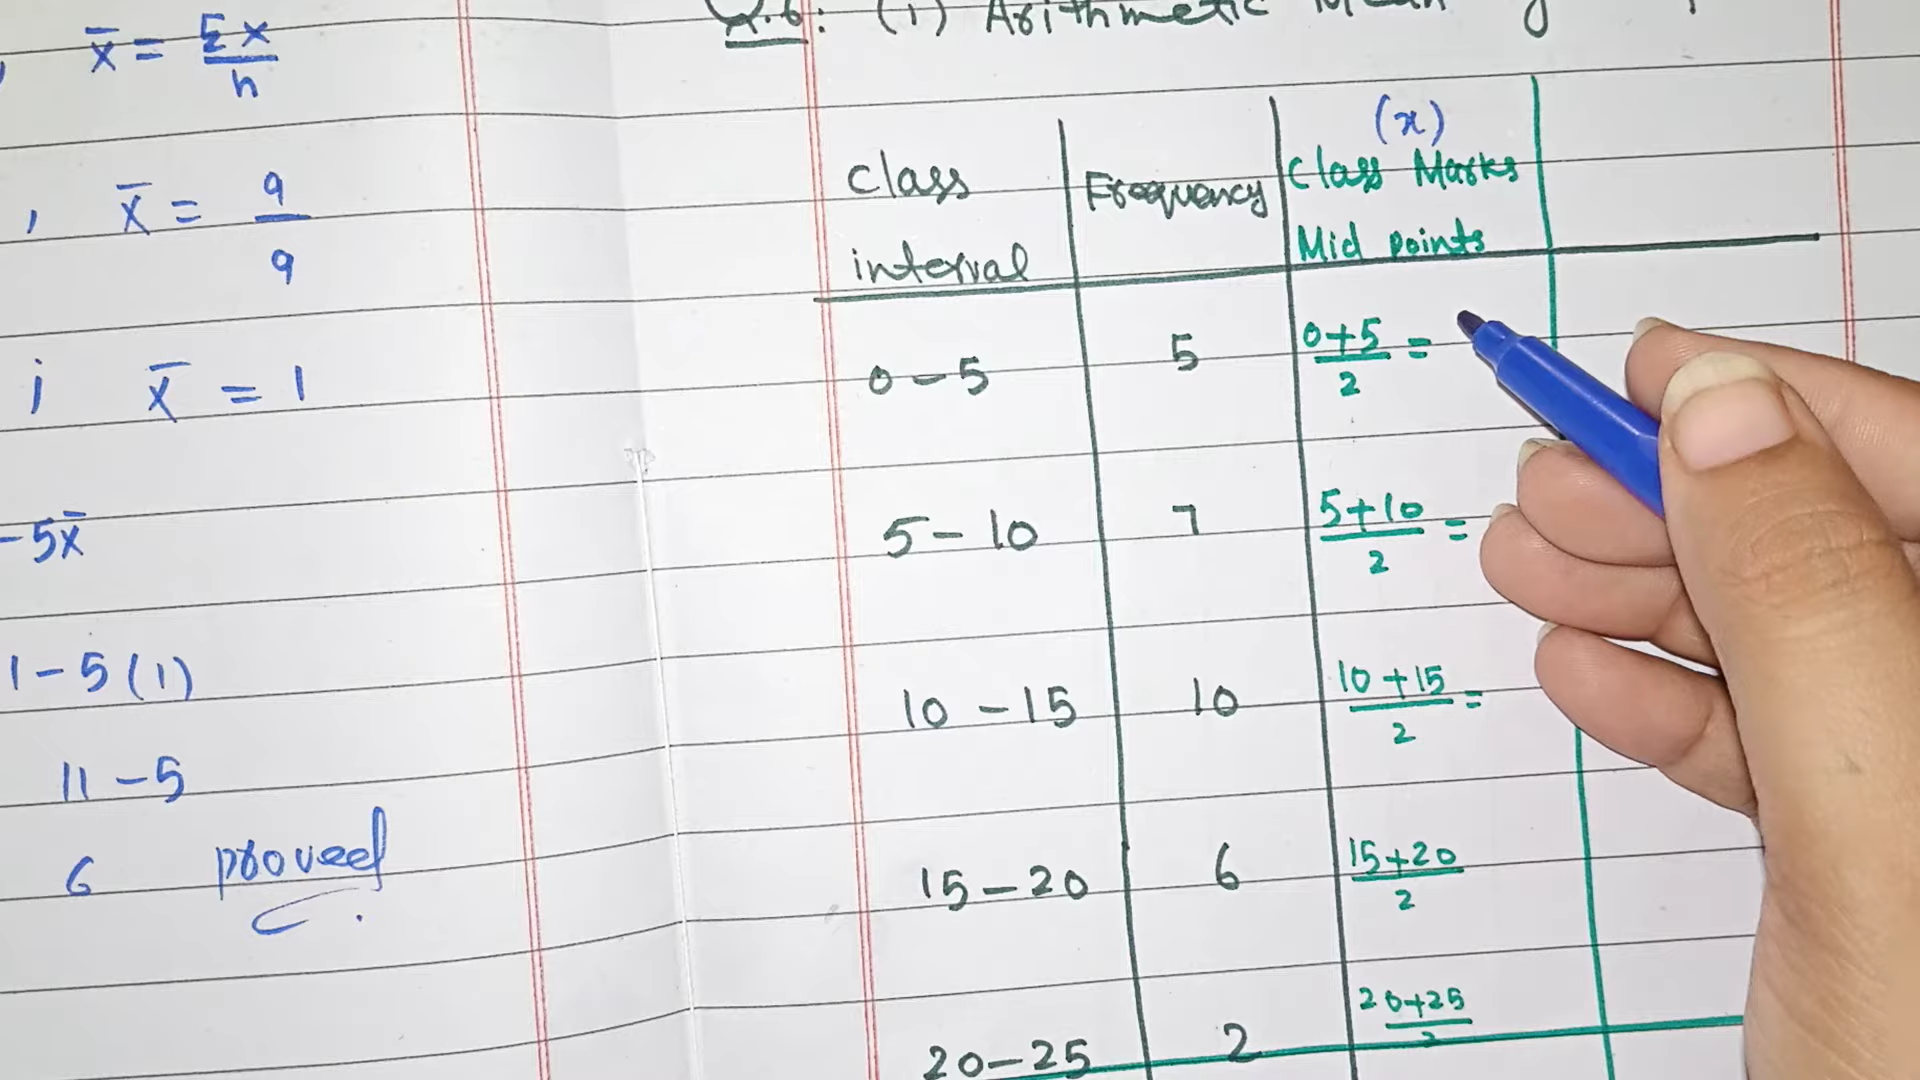 x̄ = Σx/n
, x̄ = 9/9
j x̄ = 1
-5x̄
1-5(1)
11-5
6 proved
Q.6: (i) Arithmetic Mean
(x)
Class interval | Frequency | Class Marks Mid points
0-5 | 5 | 0+5/2 =
5-10 | 7 | 5+10/2 =
10-15 | 10 | 10+15/2 =
15-20 | 6 | 15+20/2
20-25 | 2 | 20+25/2